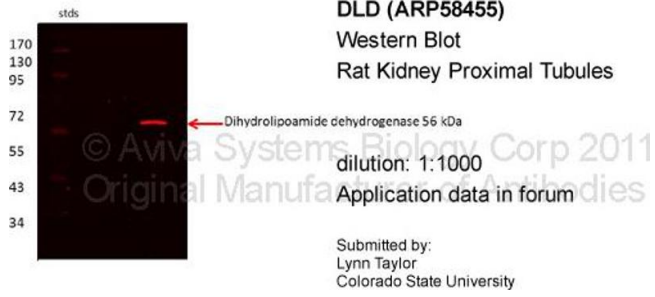 stds
DLD (ARP58455)
Western Blot
Rat Kidney Proximal Tubules
170
130
95
72
55
43
34
Dihydrolipoamide dehydrogenase 56 kDa
© Aviva Systems Biology Corp 2011
Original Manufacturer of Antibodies
dilution: 1:1000
Application data in forum
Submitted by:
Lynn Taylor
Colorado State University